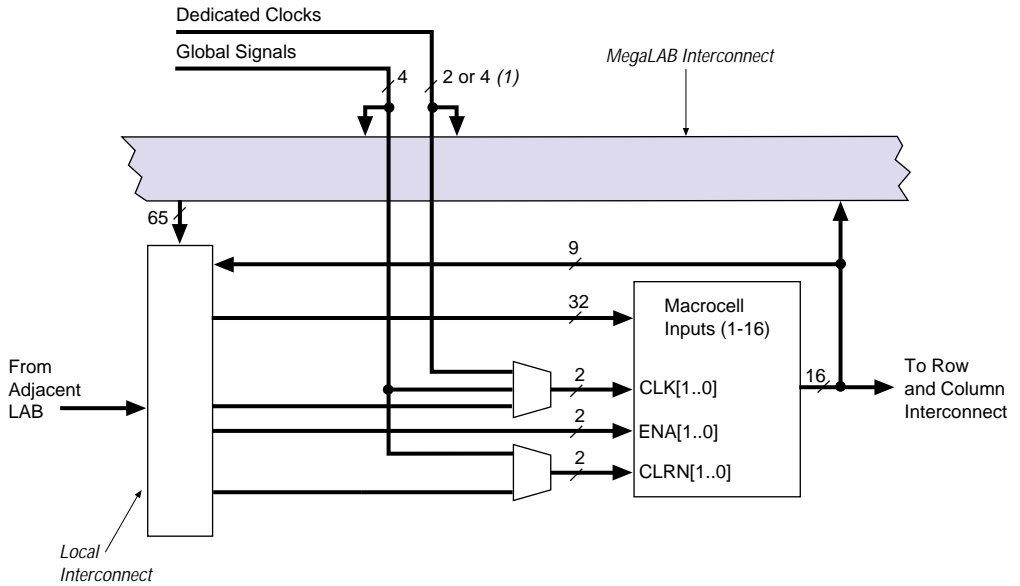 Dedicated Clocks
Global Signals
MegaLAB Interconnect
4
2 or 4 (1)
65
9
32
Macrocell
Inputs (1-16)
From
Adjacent
LAB
2
CLK[1..0]
16
To Row
and Column
Interconnect
2
ENA[1..0]
2
CLRN[1..0]
Local
Interconnect